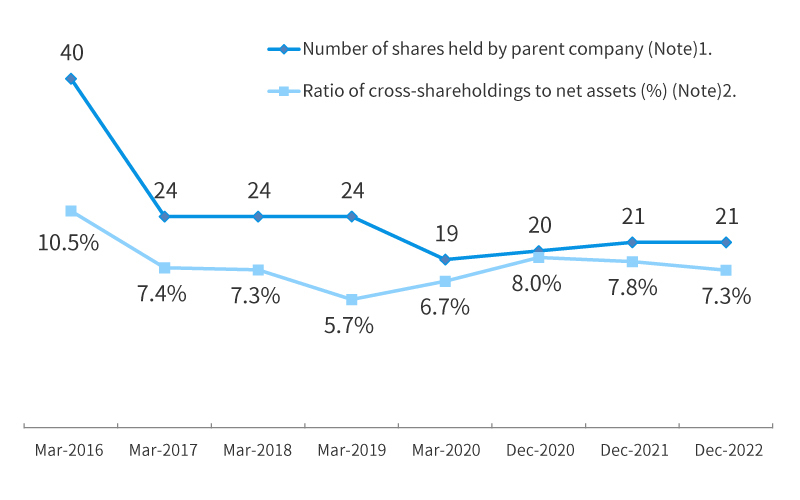 Number of shares held by parent company (Note)1.
Ratio of cross-shareholdings to net assets (%) (Note)2.
40
24
24
24
19
20
21
21
10.5%
7.4%
7.3%
5.7%
6.7%
8.0%
7.8%
7.3%
Mar-2016
Mar-2017
Mar-2018
Mar-2019
Mar-2020
Dec-2020
Dec-2021
Dec-2022